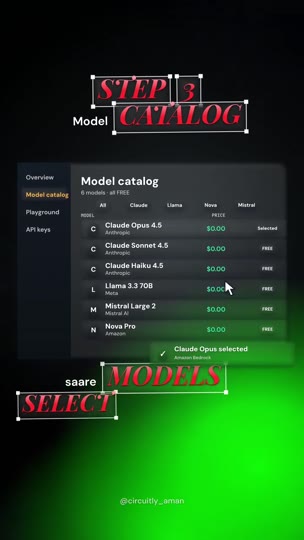 STEP 3
Model CATALOG
Overview
Model catalog
Playground
API keys
Model catalog
6 models · all FREE
All Claude Llama Nova Mistral
MODEL PRICE
C Claude Opus 4.5 $0.00 Selected
Anthropic
C Claude Sonnet 4.5 $0.00 FREE
Anthropic
C Claude Haiku 4.5 $0.00 FREE
Anthropic
L Llama 3.3 70B $0.00 FREE
Meta
M Mistral Large 2 $0.00 FREE
Mistral AI
N Nova Pro $0.00 FREE
Amazon
✓ Claude Opus selected
Amazon Bedrock
saare MODELS
SELECT
@circuitly_aman